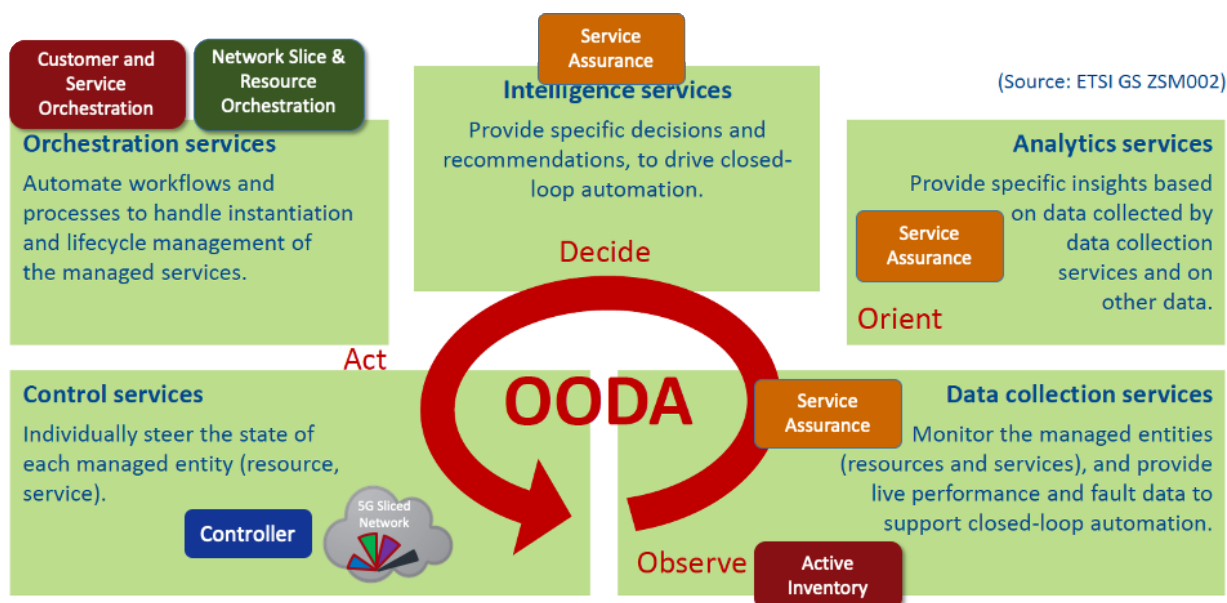 Customer and
Service
Orchestration
Network Slice &
Resource
Orchestration
Orchestration services
Automate workflows and
processes to handle instantiation
and lifecycle management of
the managed services.
Service
Assurance
Intelligence services
Provide specific decisions and
recommendations, to drive closed-
loop automation.
Decide
(Source: ETSI GS ZSM002)
Analytics services
Provide specific insights based
on data collected by
data collection
services and on
other data.
Service
Assurance
Orient
Act
OODA
Control services
Individually steer the state of
each managed entity (resource,
service).
Controller
5G Sliced
Network
Service
Assurance
Data collection services
Monitor the managed entities
(resources and services), and provide
live performance and fault data to
support closed-loop automation.
Observe
Active
Inventory